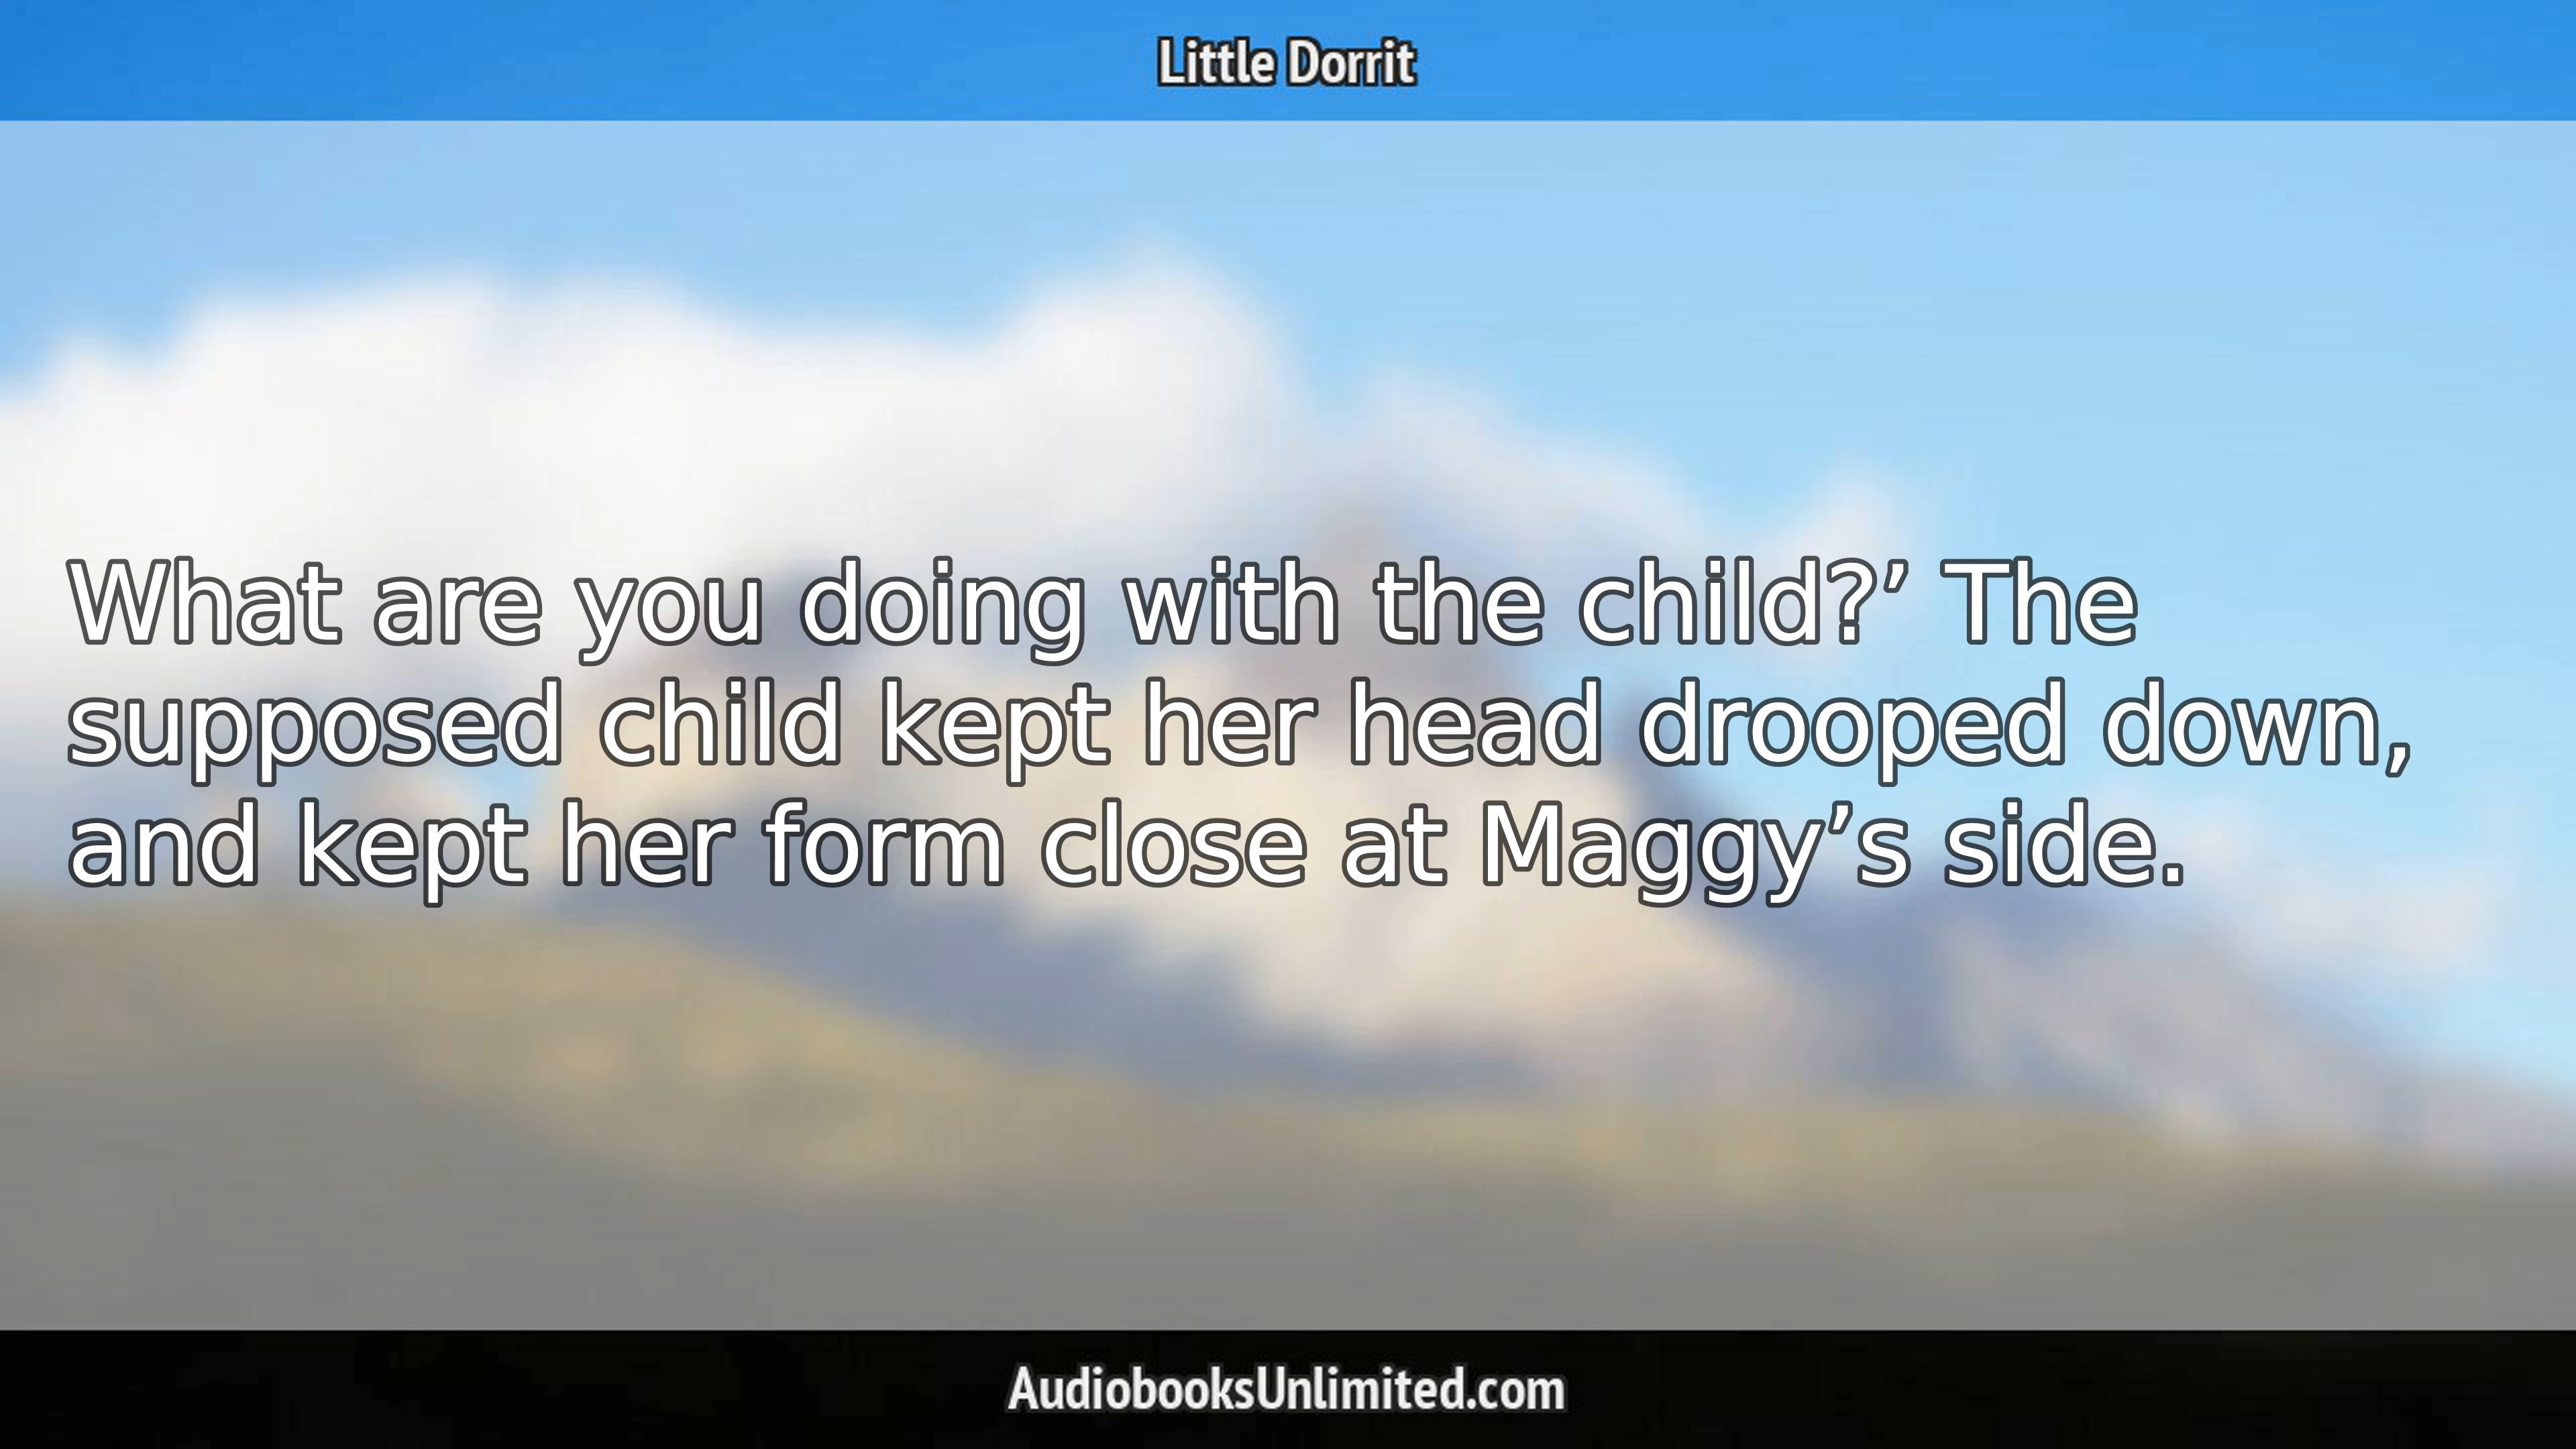 Little Dorrit
What are you doing with the child?’ The
supposed child kept her head drooped down,
and kept her form close at Maggy’s side.
AudiobooksUnlimited.com